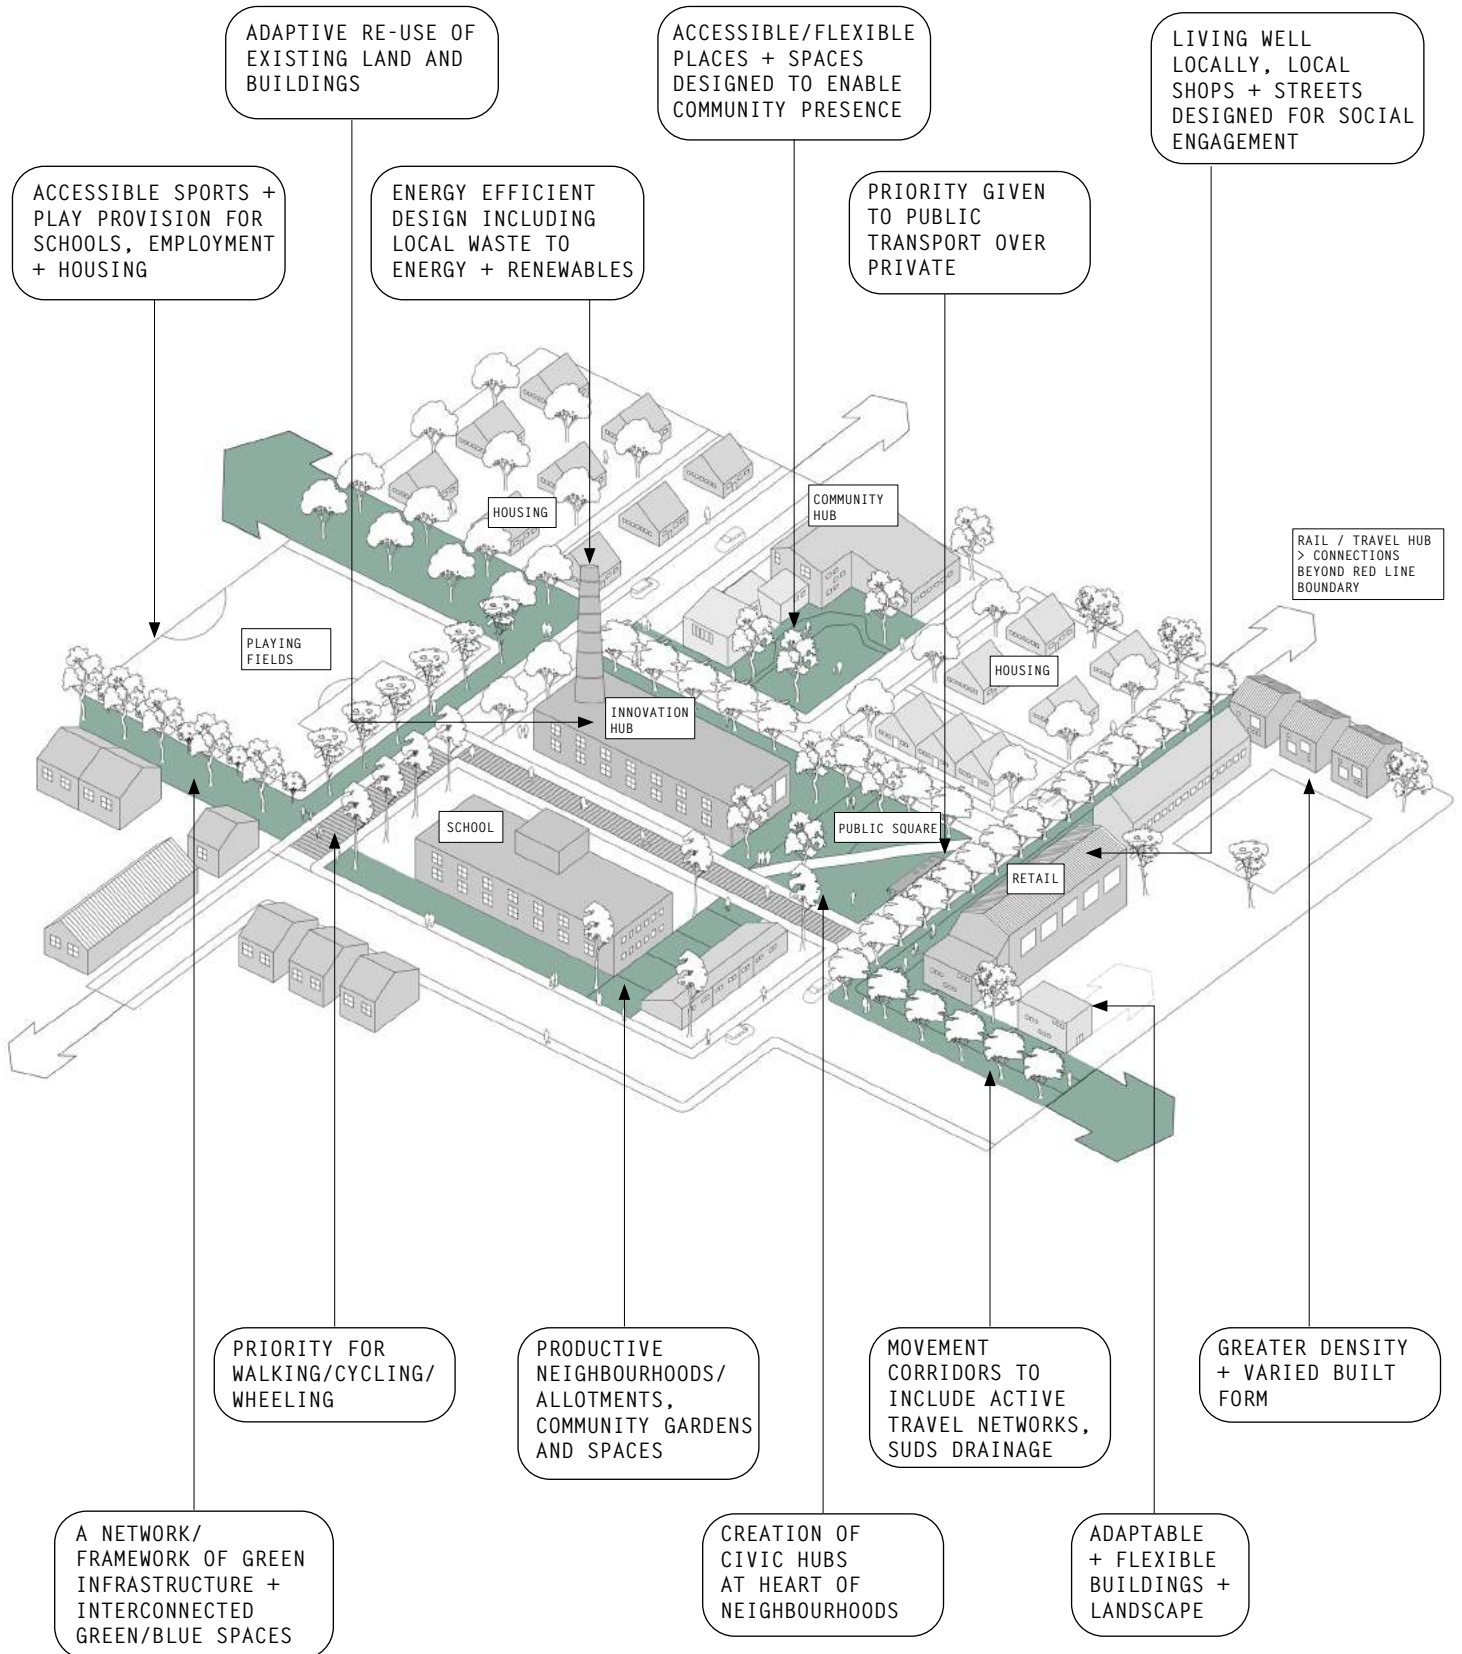 ADAPTIVE RE-USE OF
EXISTING LAND AND
BUILDINGS
ACCESSIBLE/FLEXIBLE
PLACES + SPACES
DESIGNED TO ENABLE
COMMUNITY PRESENCE
LIVING WELL
LOCALLY, LOCAL
SHOPS + STREETS
DESIGNED FOR SOCIAL
ENGAGEMENT
ACCESSIBLE SPORTS +
PLAY PROVISION FOR
SCHOOLS, EMPLOYMENT
+ HOUSING
ENERGY EFFICIENT
DESIGN INCLUDING
LOCAL WASTE TO
ENERGY + RENEWABLES
PRIORITY GIVEN
TO PUBLIC
TRANSPORT OVER
PRIVATE
HOUSING
COMMUNITY
HUB
RAIL / TRAVEL HUB
> CONNECTIONS
BEYOND RED LINE
BOUNDARY
PLAYING
FIELDS
HOUSING
INNOVATION
HUB
SCHOOL
PUBLIC SQUARE
RETAIL
PRIORITY FOR
WALKING/CYCLING/
WHEELING
PRODUCTIVE
NEIGHBOURHOODS/
ALLOTMENTS,
COMMUNITY GARDENS
AND SPACES
MOVEMENT
CORRIDORS TO
INCLUDE ACTIVE
TRAVEL NETWORKS,
SUDS DRAINAGE
GREATER DENSITY
+ VARIED BUILT
FORM
A NETWORK/
FRAMEWORK OF GREEN
INFRASTRUCTURE +
INTERCONNECTED
GREEN/BLUE SPACES
CREATION OF
CIVIC HUBS
AT HEART OF
NEIGHBOURHOODS
ADAPTABLE
+ FLEXIBLE
BUILDINGS +
LANDSCAPE